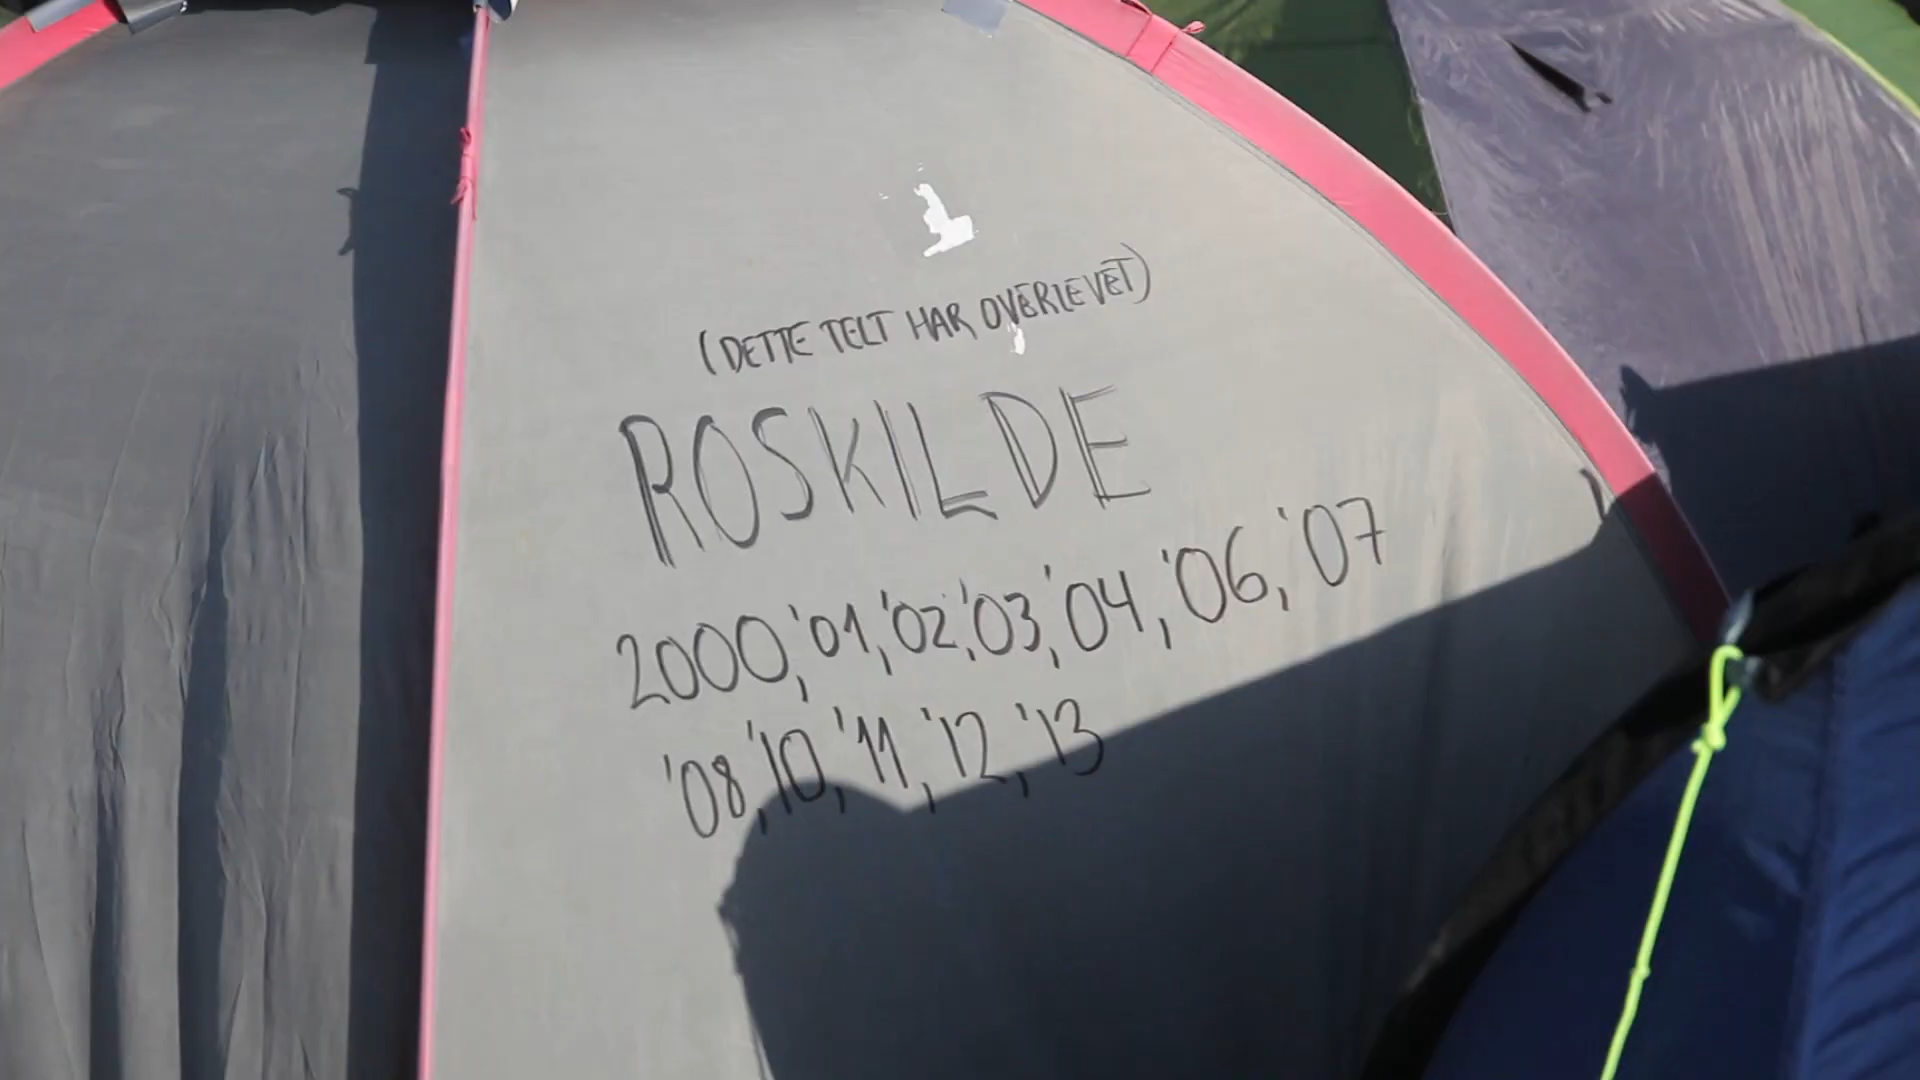 (DETTE TELT HAR OVERLEVET)
ROSKILDE
2000, '01, '02, '03, '04, '06, '07
'08, '10, '11, '12, '13